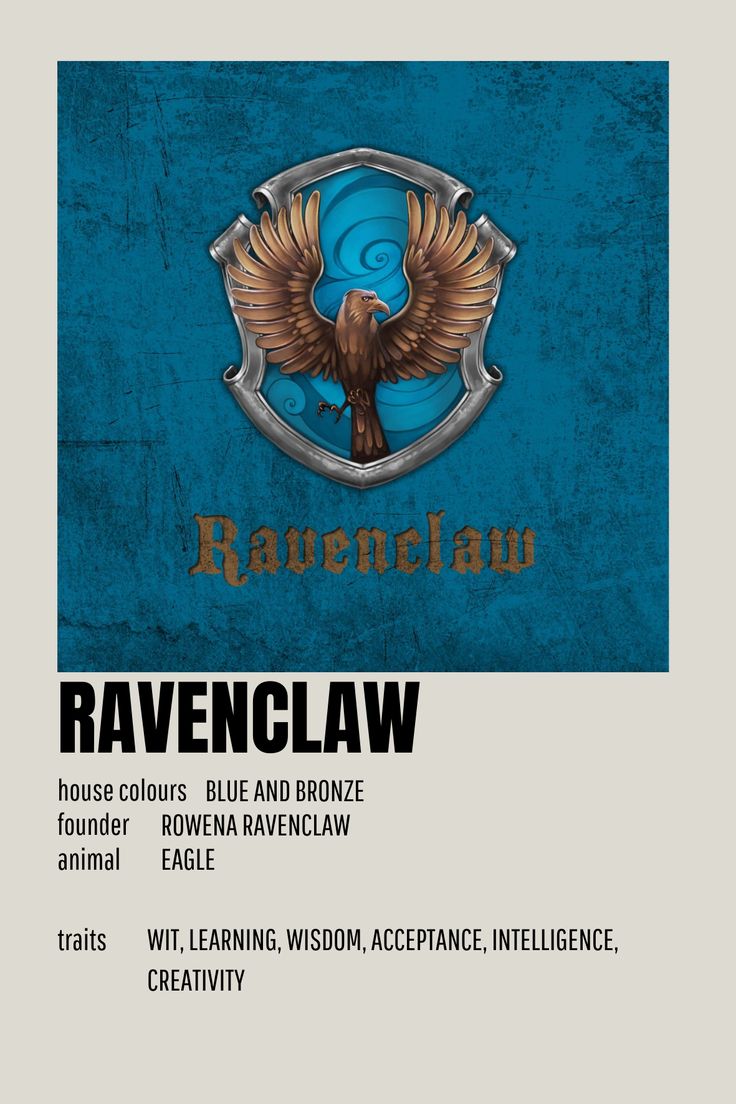 Ravenclaw
RAVENCLAW
house colours BLUE AND BRONZE
founder ROWENA RAVENCLAW
animal EAGLE
traits WIT, LEARNING, WISDOM, ACCEPTANCE, INTELLIGENCE,
CREATIVITY